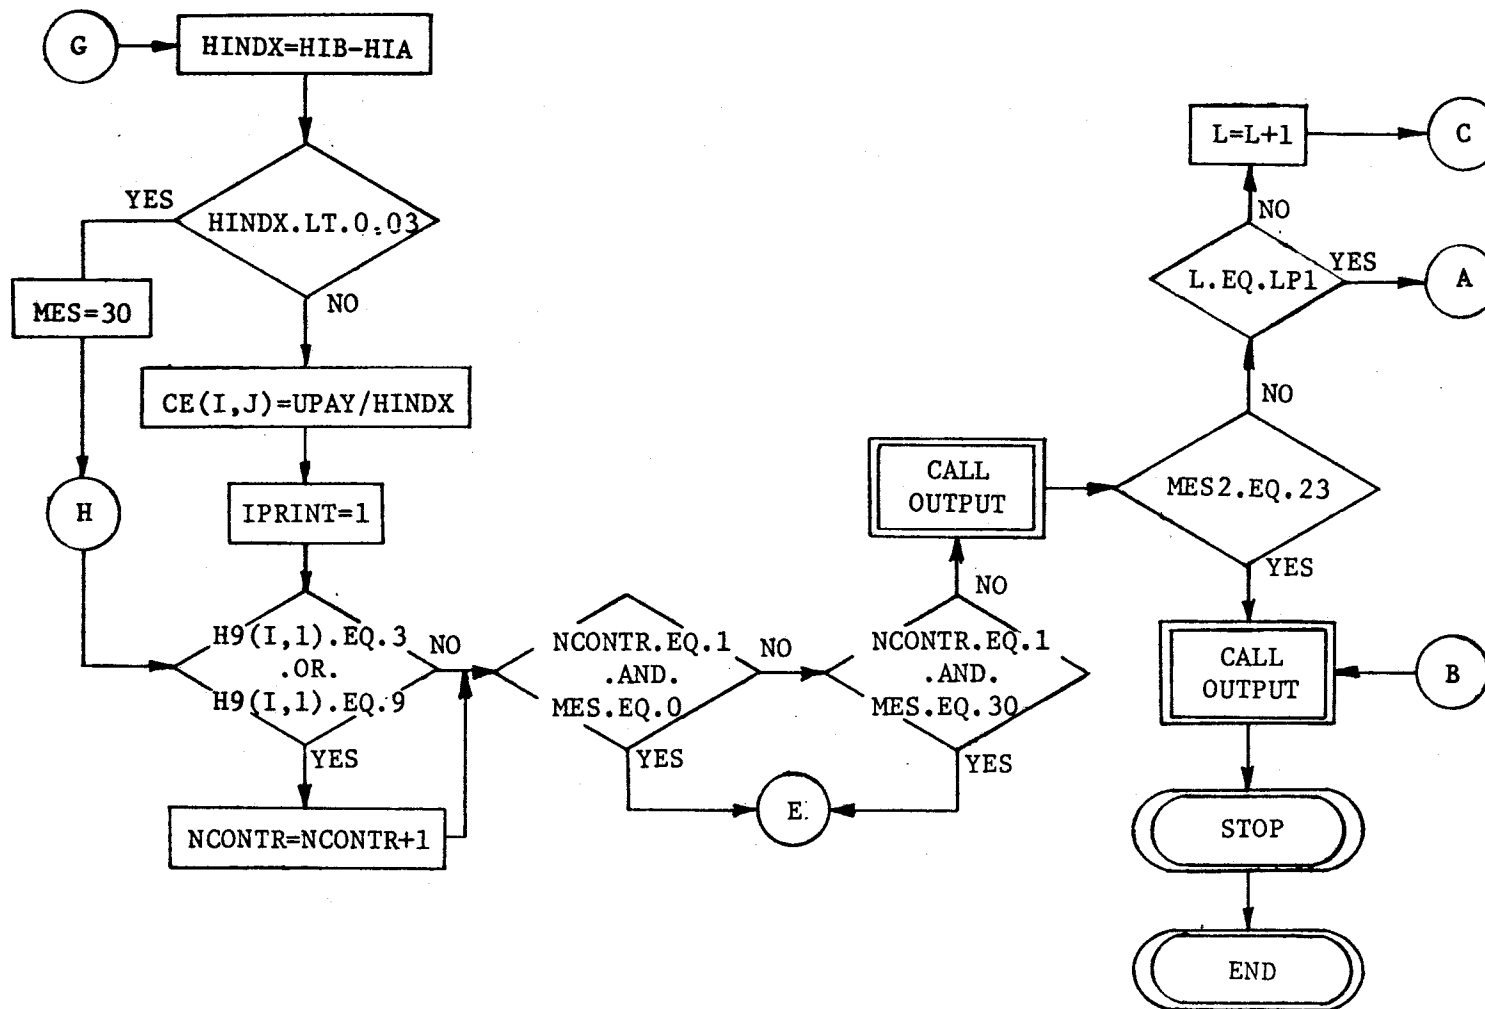 G
HINDX=HIB-HIA
YES
HINDX.LT.0.03
NO
MES=30
CE(I,J)=UPAY/HINDX
H
IPRINT=1
H9(I,1).EQ.3
.OR.
H9(I,1).EQ.9
NO
YES
NCONTR=NCONTR+1
NCONTR.EQ.1
.AND.
MES.EQ.0
NO
YES
E
NCONTR.EQ.1
.AND.
MES.EQ.30
NO
YES
CALL
OUTPUT
MES2.EQ.23
NO
YES
L.EQ.LP1
NO
YES
L=L+1
C
A
CALL
OUTPUT
B
STOP
END